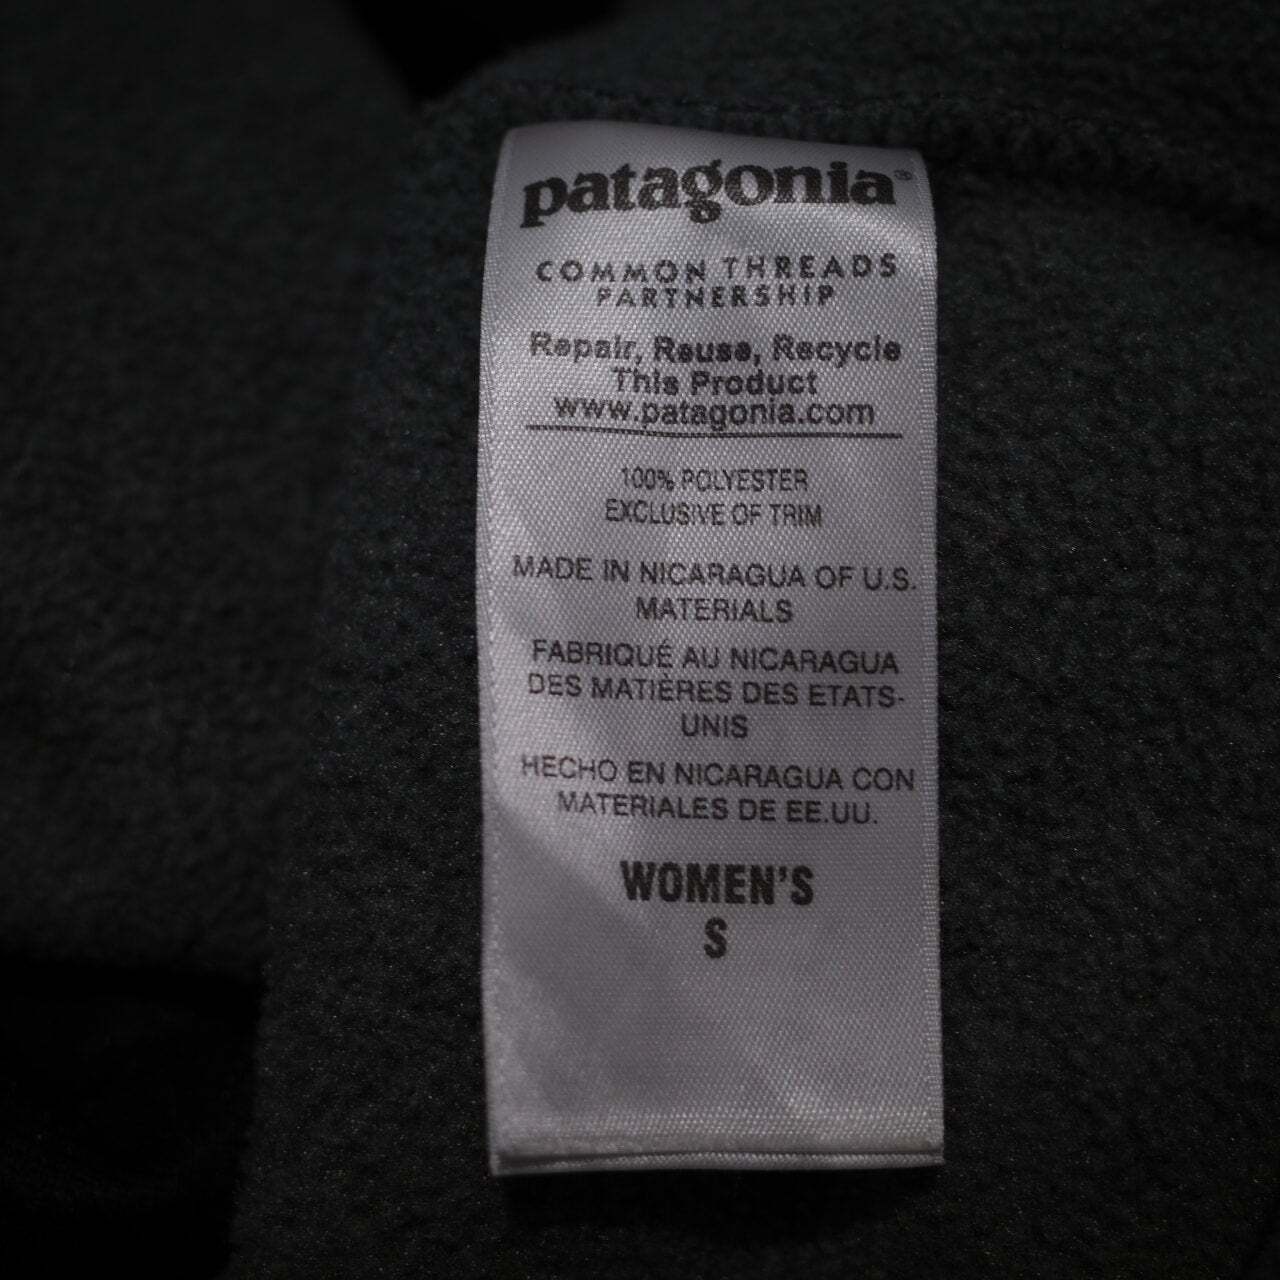 patagonia®
COMMON THREADS
PARTNERSHIP
Repair, Reuse, Recycle
This Product
www.patagonia.com
100% POLYESTER
EXCLUSIVE OF TRIM
MADE IN NICARAGUA OF U.S.
MATERIALS
FABRIQUÉ AU NICARAGUA
DES MATIÈRES DES ETATS-
UNIS
HECHO EN NICARAGUA CON
MATERIALES DE EE.UU.
WOMEN'S
S